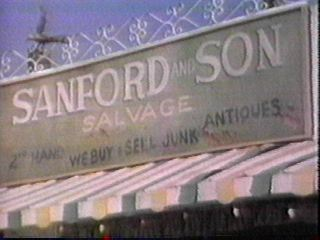 SANFORD AND SON
SALVAGE
2ND HAND WE BUY & SELL JUNK ANTIQUES